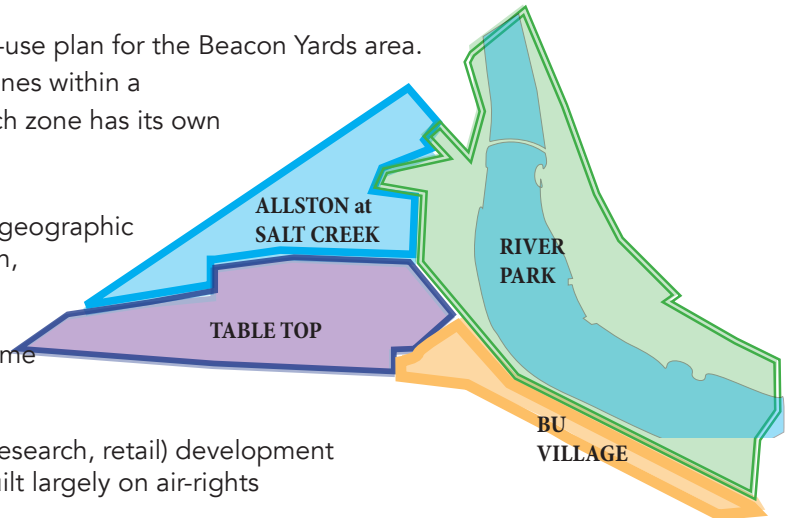 -use plan for the Beacon Yards area.
nes within a
ch zone has its own
geographic
n,
me
esearch, retail) development
ilt largely on air-rights
ALLSTON at
SALT CREEK
RIVER
PARK
TABLE TOP
BU
VILLAGE